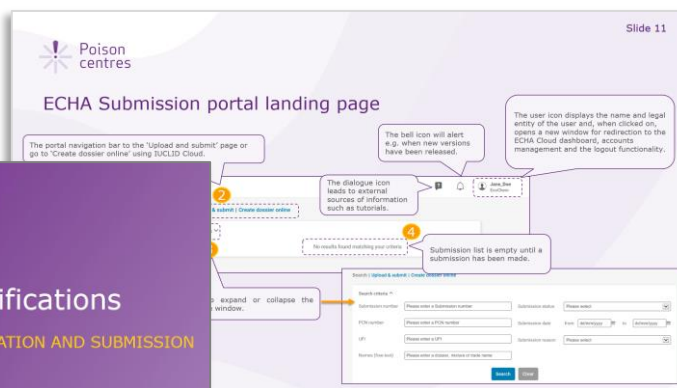 Slide 11
Poison
centres
ECHA Submission portal landing page
The portal navigation bar to the 'Upload and submit' page or
go to 'Create dossier online' using IUCLID Cloud.
The bell icon will alert
e.g. when new versions
have been released.
The user icon displays the name and legal
entity of the user and, when clicked on,
opens a new window for redirection to the
ECHA Cloud dashboard, accounts
management and the logout functionality.
The dialogue icon
leads to external
sources of information
such as tutorials.
Jane_Doe
2
& submit | Create dossier online
4
No results found matching your criteria
Submission list is empty until a
submission has been made.
to expand or collapse the
window.
ifications
ATION AND SUBMISSION
Search | Upload & submit | Create dossier online
Search criteria
Submission number
Please enter a Submission number
Submission status
Please select
PCN number
Please enter a PCN number
Submission date
From
dd/mm/yyyy
to
dd/mm/yyyy
UFI
Please enter a UFI
Submission reason
Please select
Names (free text)
Search
Clear